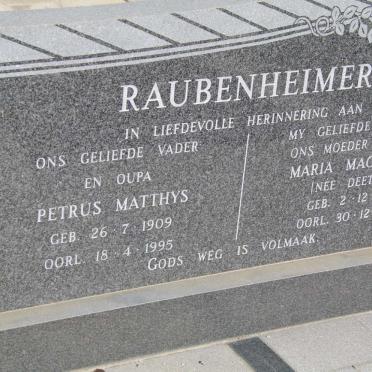 RAUBENHEIMER
IN LIEFDEVOLLE HERINNERING AAN
ONS GELIEFDE VADER
EN OUPA
PETRUS MATTHYS
GEB. 26·7·1909
OORL. 18·4·1995
MY GELIEFDE
ONS MOEDER
MARIA
(NÉE
GEB. 2·12
OORL. 30·12
GODS WEG IS VOLMAAK